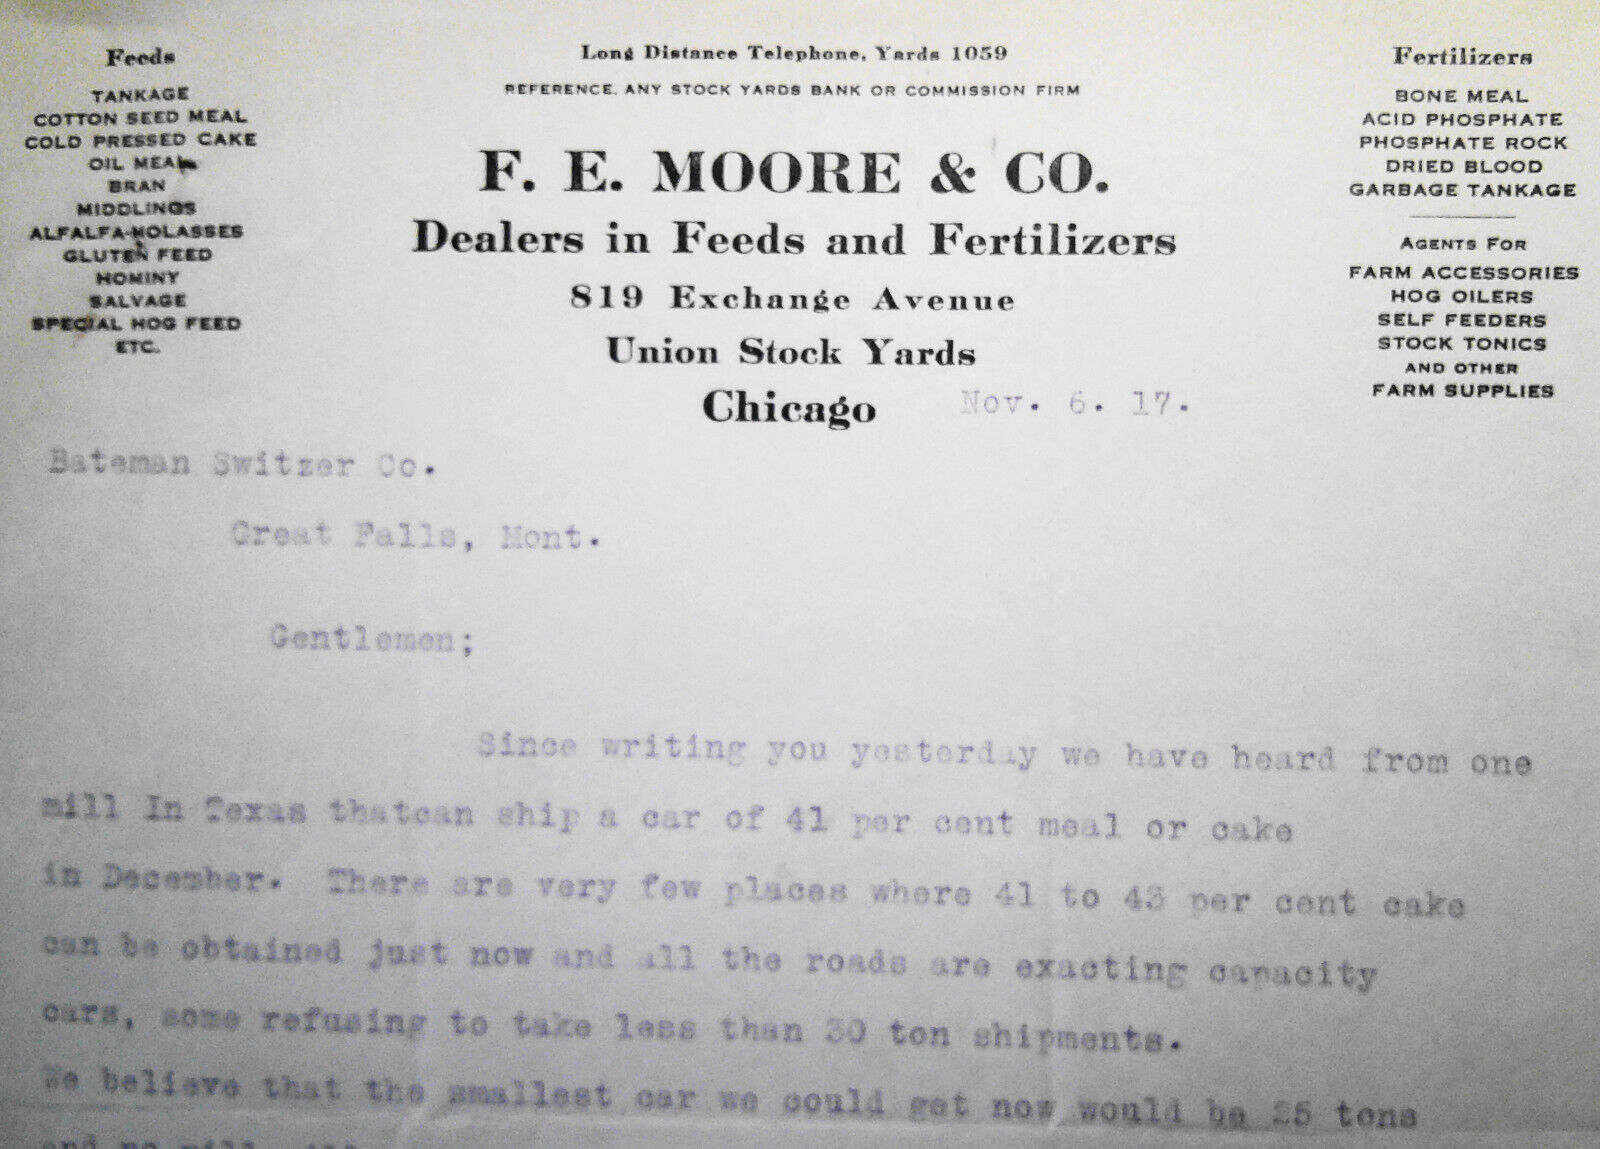 Feeds
TANKAGE
COTTON SEED MEAL
COLD PRESSED CAKE
OIL MEAL
BRAN
MIDDLINGS
ALFALFA-MOLASSES
GLUTEN FEED
HOMINY
SALVAGE
SPECIAL HOG FEED
ETC.
Long Distance Telephone, Yards 1059
REFERENCE, ANY STOCK YARDS BANK OR COMMISSION FIRM
F. E. MOORE & CO.
Dealers in Feeds and Fertilizers
819 Exchange Avenue
Union Stock Yards
Chicago
Fertilizers
BONE MEAL
ACID PHOSPHATE
PHOSPHATE ROCK
DRIED BLOOD
GARBAGE TANKAGE
AGENTS FOR
FARM ACCESSORIES
HOG OILERS
SELF FEEDERS
STOCK TONICS
AND OTHER
FARM SUPPLIES
Nov. 6. 17.
Bateman Switzer Co.
Great Falls, Mont.
Gentlemen;
Since writing you yesterday we have heard from one
mill In Texas thatcan ship a car of 41 per cent meal or cake
in December. There are very few places where 41 to 43 per cent cake
can be obtained just now and all the roads are exacting capacity
cars, some refusing to take less than 30 ton shipments.
We believe that the smallest car we could get now would be 25 tons
and no mill